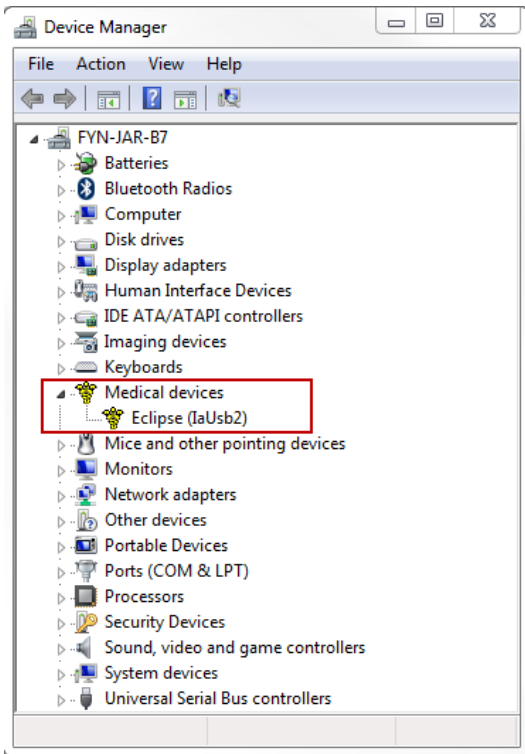 Device Manager
File Action View Help
FYN-JAR-B7
Batteries
Bluetooth Radios
Computer
Disk drives
Display adapters
Human Interface Devices
IDE ATA/ATAPI controllers
Imaging devices
Keyboards
Medical devices
Eclipse (IaUsb2)
Mice and other pointing devices
Monitors
Network adapters
Other devices
Portable Devices
Ports (COM & LPT)
Processors
Security Devices
Sound, video and game controllers
System devices
Universal Serial Bus controllers